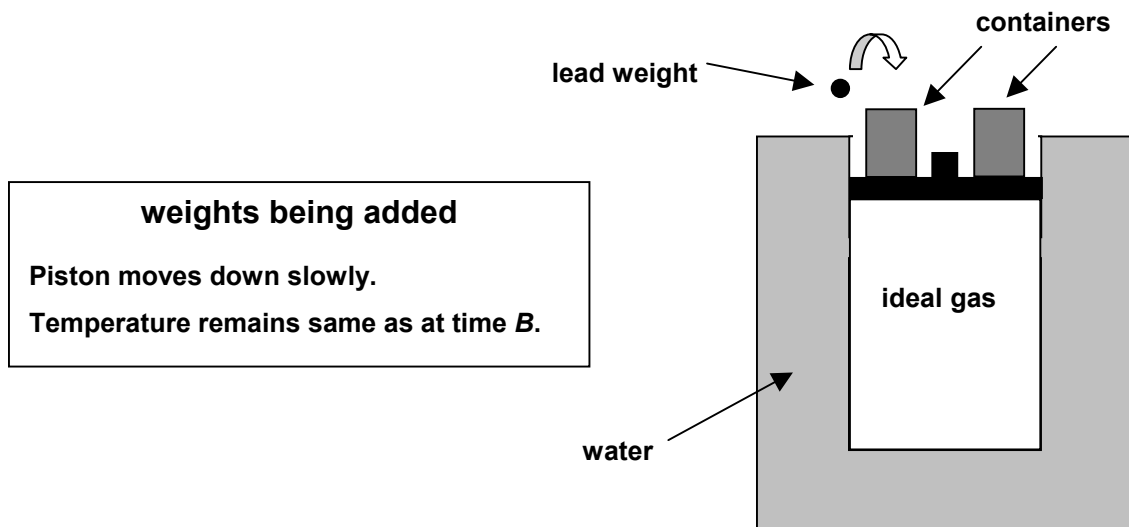 containers
lead weight
weights being added
Piston moves down slowly.
Temperature remains same as at time B.
ideal gas
water